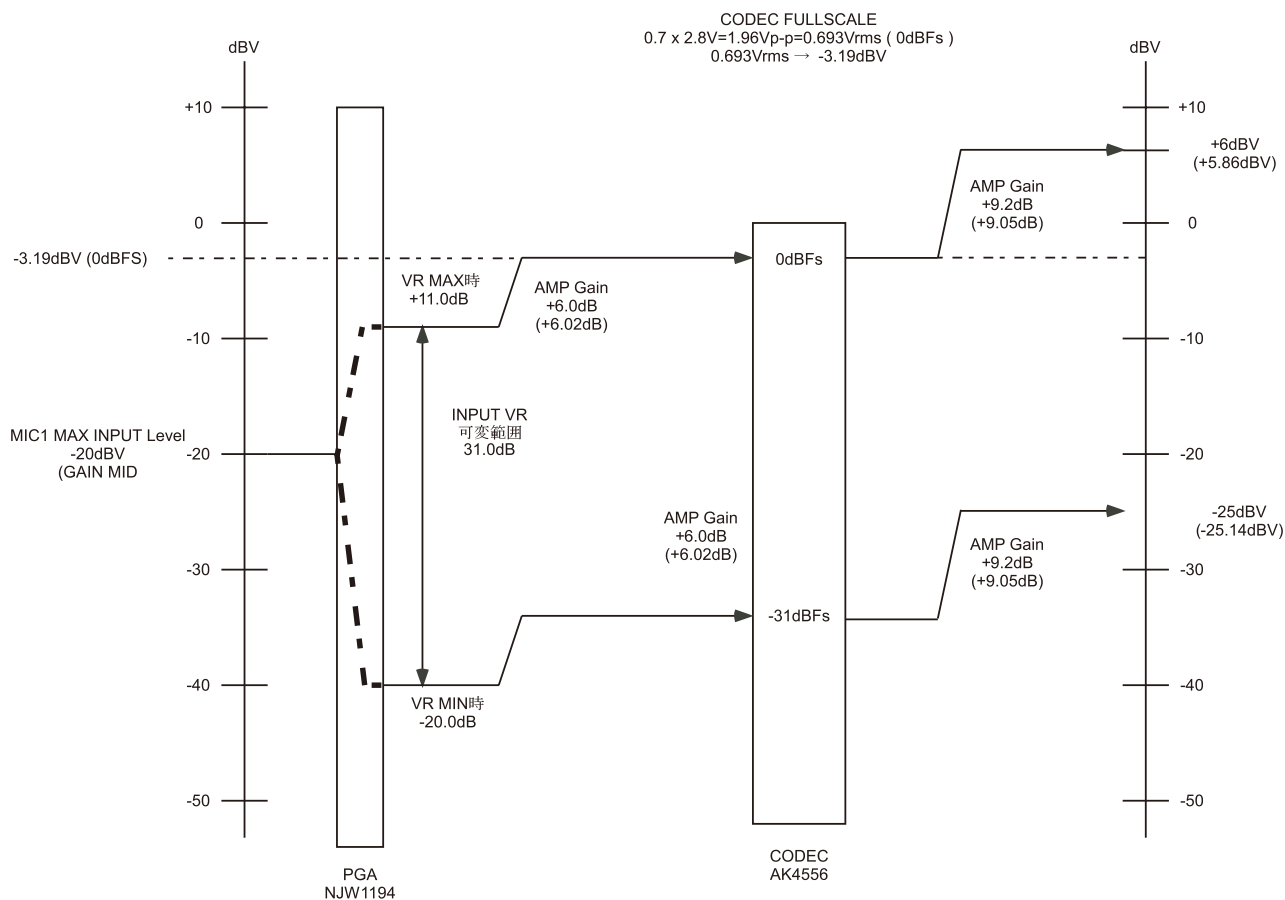 CODEC FULLSCALE
0.7 x 2.8V=1.96Vp-p=0.693Vrms ( 0dBFs )
0.693Vrms → -3.19dBV
dBV
dBV
+10
+10
+6dBV
(+5.86dBV)
AMP Gain
+9.2dB
(+9.05dB)
0
0
-3.19dBV (0dBFS)
0dBFs
VR MAX時
+11.0dB
AMP Gain
+6.0dB
(+6.02dB)
-10
-10
INPUT VR
可変範囲
31.0dB
MIC1 MAX INPUT Level
-20dBV
(GAIN MID
-20
-20
AMP Gain
+6.0dB
(+6.02dB)
-25dBV
(-25.14dBV)
AMP Gain
+9.2dB
(+9.05dB)
-30
-30
-31dBFs
-40
-40
VR MIN時
-20.0dB
-50
-50
PGA
NJW1194
CODEC
AK4556